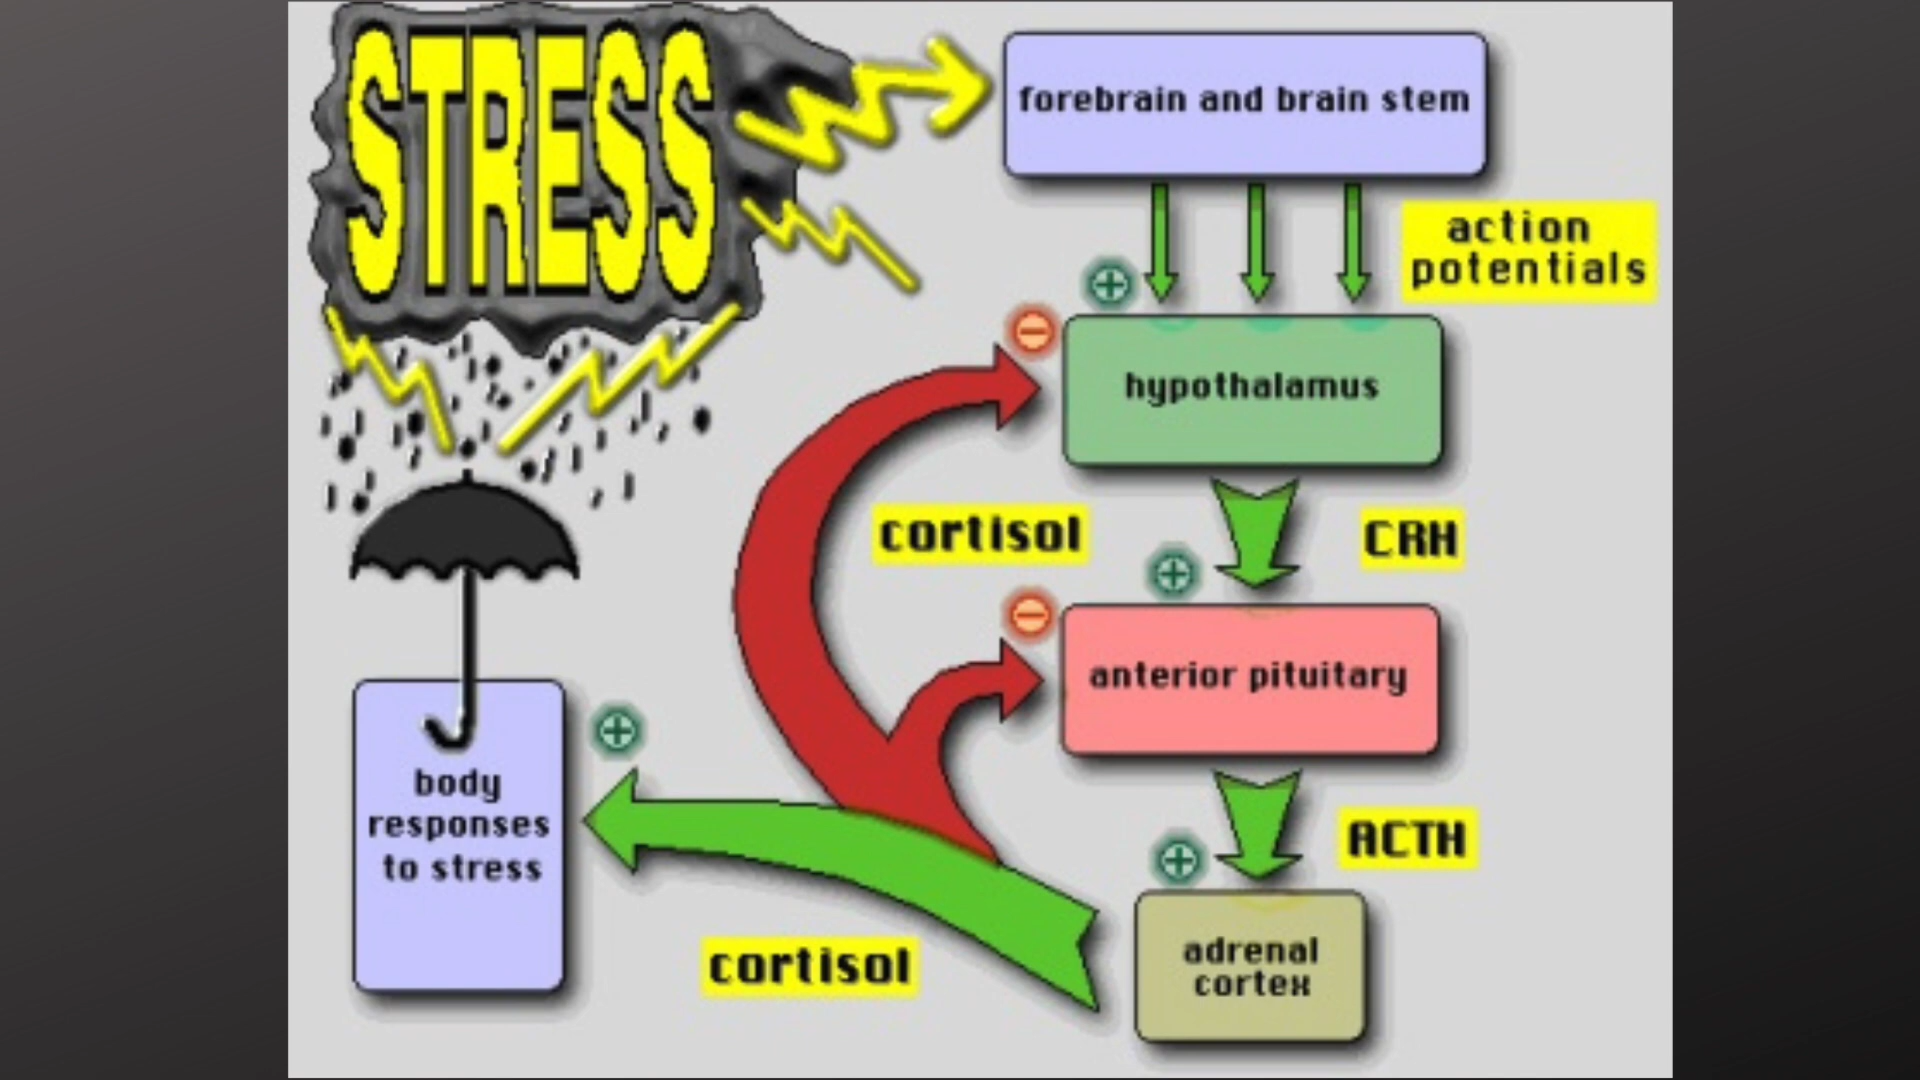 STRESS
forebrain and brain stem
action
potentials
hypothalamus
cortisol
CRH
anterior pituitary
body
responses
to stress
ACTH
cortisol
adrenal
cortex